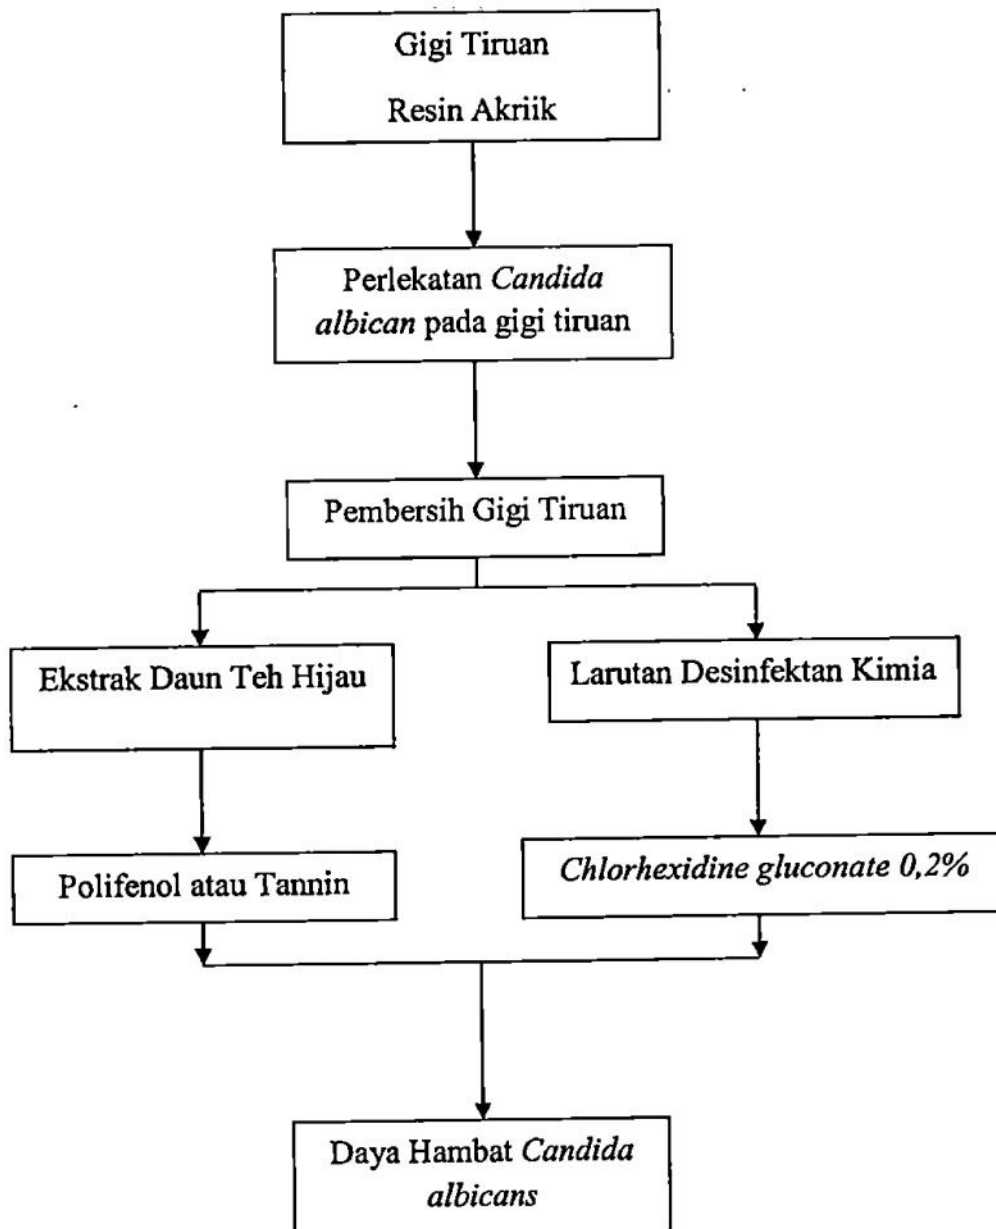 Gigi Tiruan
Resin Akriik
Perlekatan Candida
albican pada gigi tiruan
Pembersih Gigi Tiruan
Ekstrak Daun Teh Hijau
Larutan Desinfektan Kimia
Polifenol atau Tannin
Chlorhexidine gluconate 0,2%
Daya Hambat Candida
albicans